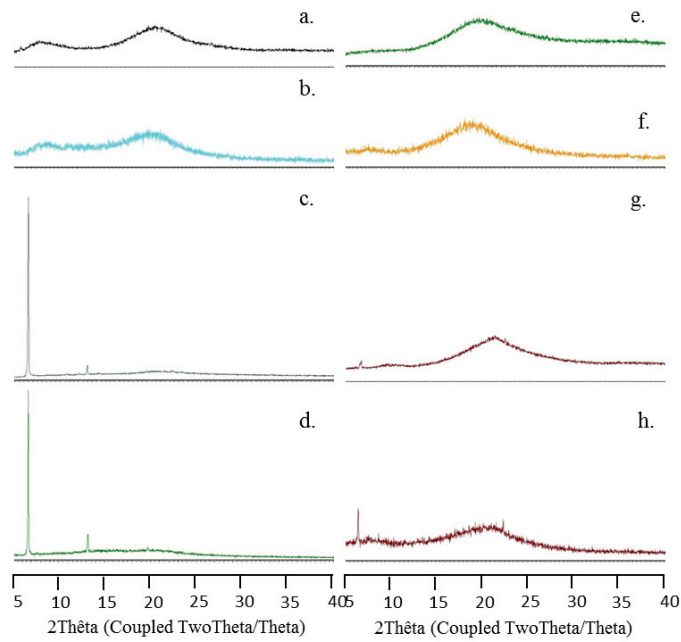 a.
e.
b.
f.
c.
g.
d.
h.
5 10 15 20 25 30 35 40
5 10 15 20 25 30 35 40
2Thêta (Coupled TwoTheta/Theta)
2Thêta (Coupled TwoTheta/Theta)